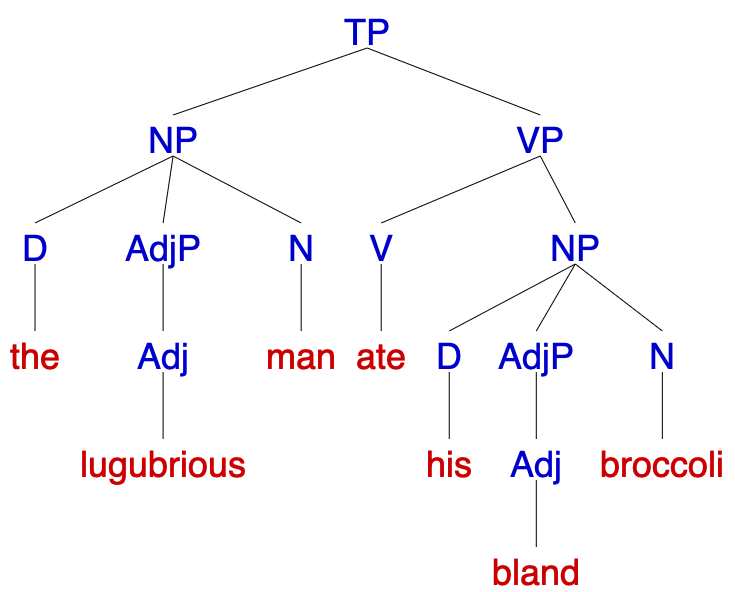 TP
NP VP
D AdjP N V NP
the Adj man ate D AdjP N
lugubrious his Adj broccoli
bland